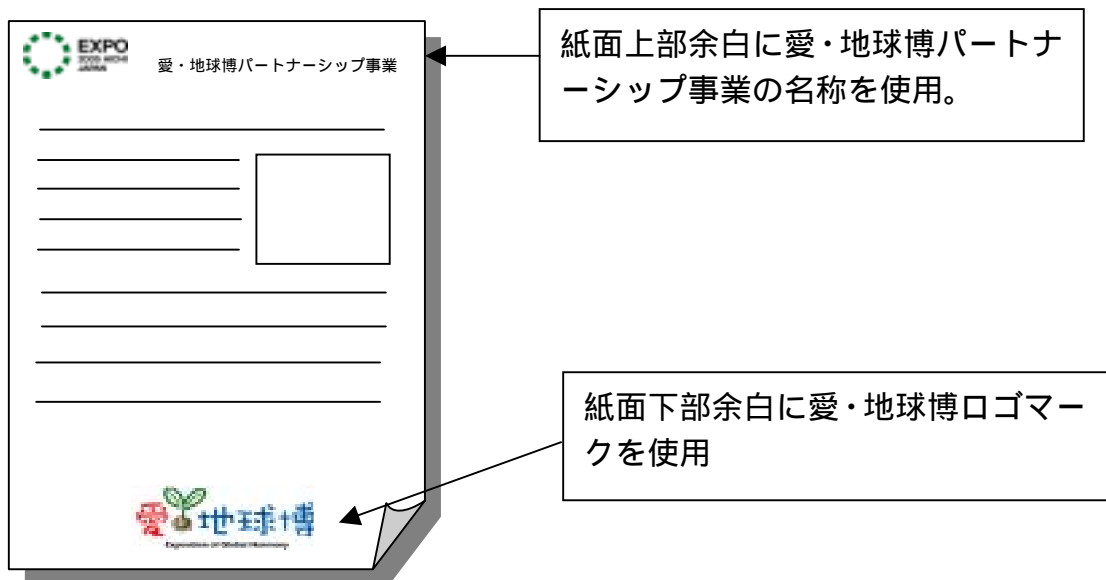 EXPO
2005 AICHI
JAPAN
愛・地球博パートナーシップ事業
紙面上部余白に愛・地球博パートナ
ーシップ事業の名称を使用。
紙面下部余白に愛・地球博ロゴマー
クを使用
愛・地球博